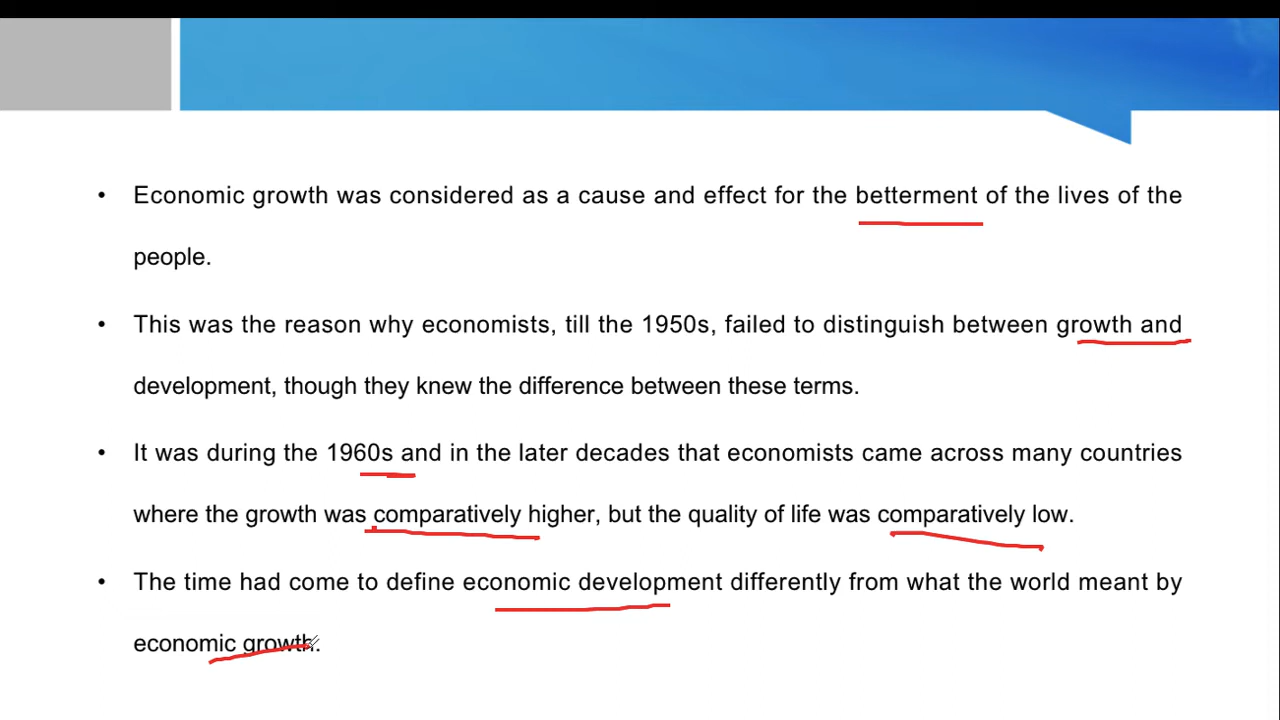 • Economic growth was considered as a cause and effect for the betterment of the lives of the
people.
• This was the reason why economists, till the 1950s, failed to distinguish between growth and
development, though they knew the difference between these terms.
• It was during the 1960s and in the later decades that economists came across many countries
where the growth was comparatively higher, but the quality of life was comparatively low.
• The time had come to define economic development differently from what the world meant by
economic growth.